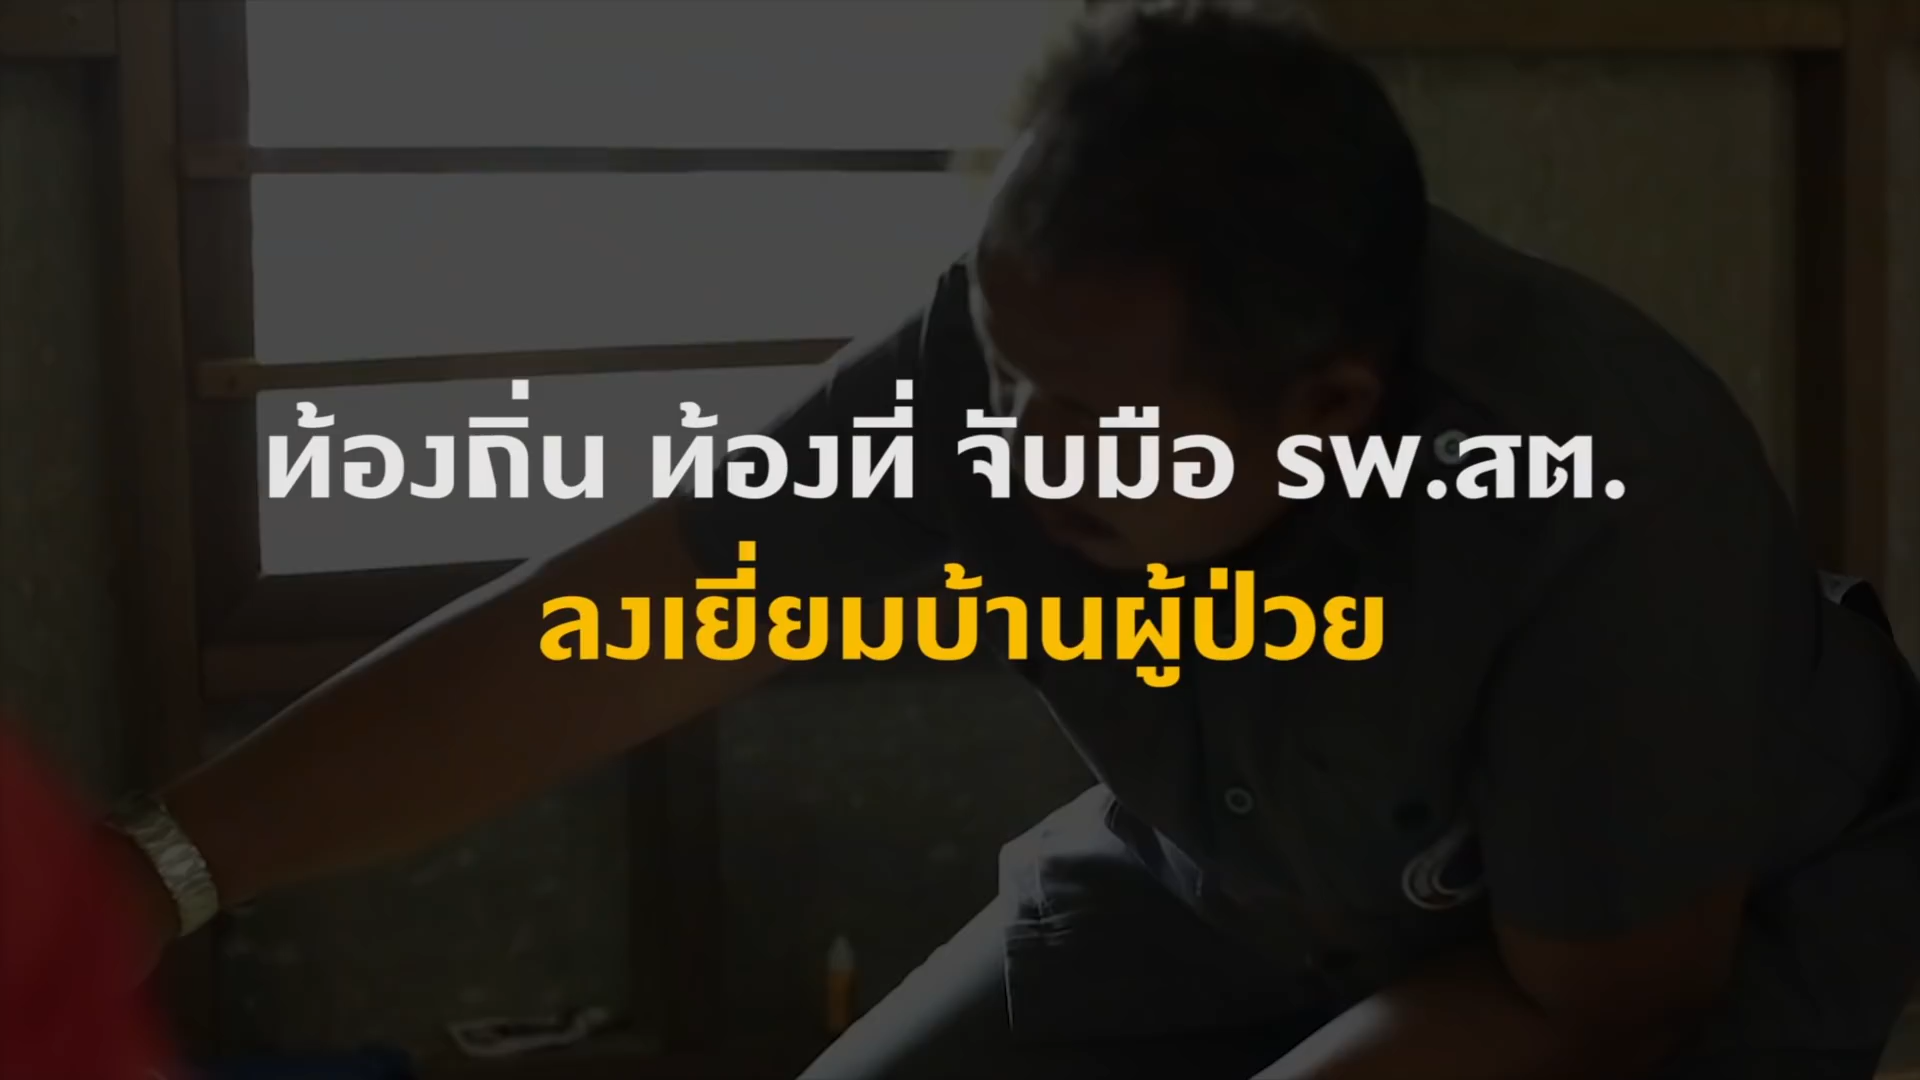 ท้องถิ่น ท้องที่ จับมือ รพ.สต.
ลงเยี่ยมบ้านผู้ป่วย